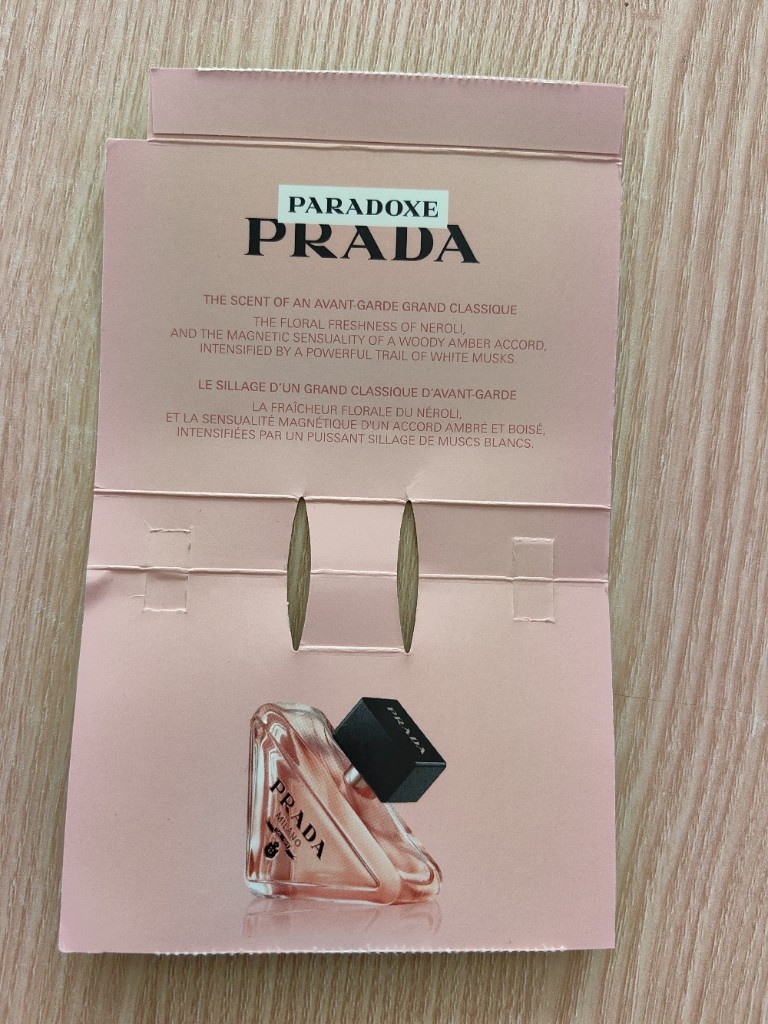 PARADOXE
PRADA
THE SCENT OF AN AVANT-GARDE GRAND CLASSIQUE
THE FLORAL FRESHNESS OF NEROLI,
AND THE MAGNETIC SENSUALITY OF A WOODY AMBER ACCORD,
INTENSIFIED BY A POWERFUL TRAIL OF WHITE MUSKS.
LE SILLAGE D'UN GRAND CLASSIQUE D'AVANT-GARDE
LA FRAÎCHEUR FLORALE DU NÉROLI,
ET LA SENSUALITÉ MAGNÉTIQUE D'UN ACCORD AMBRÉ ET BOISÉ,
INTENSIFIÉES PAR UN PUISSANT SILLAGE DE MUSCS BLANCS.
PRADA
PRADA
MILANO